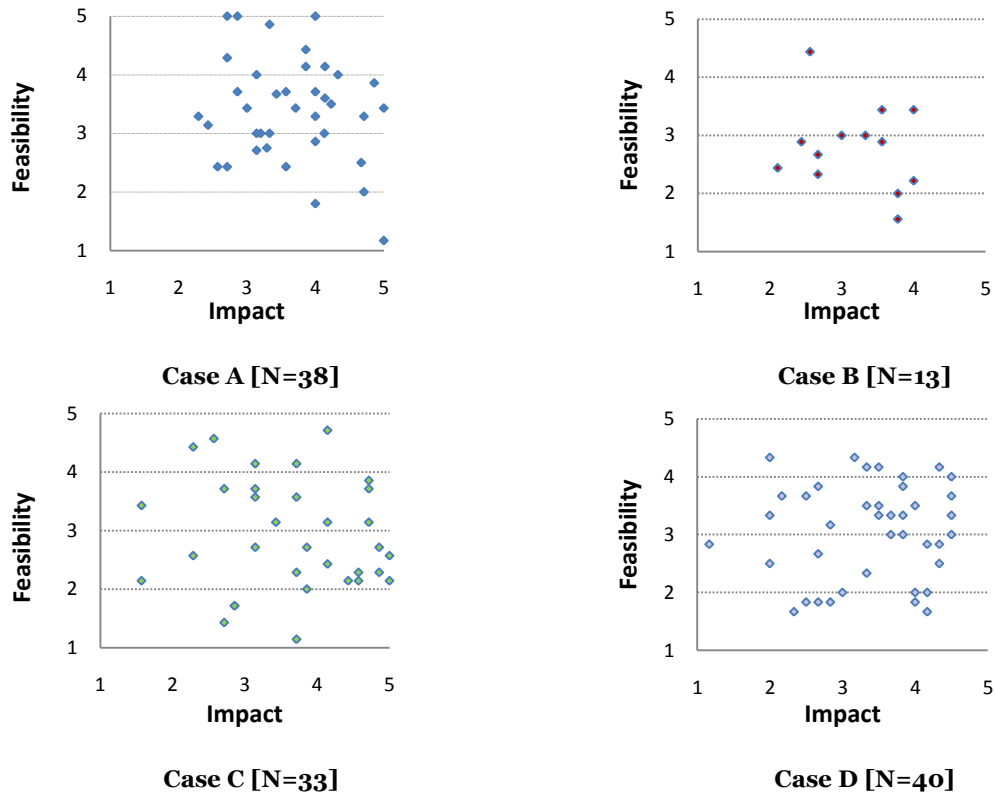 5
4
3
2
1
Feasibility
1 2 3 4 5
Impact
Case A [N=38]
5
4
3
2
1
Feasibility
1 2 3 4 5
Impact
Case B [N=13]
5
4
3
2
1
Feasibility
1 2 3 4 5
Impact
Case C [N=33]
5
4
3
2
1
Feasibility
1 2 3 4 5
Impact
Case D [N=40]